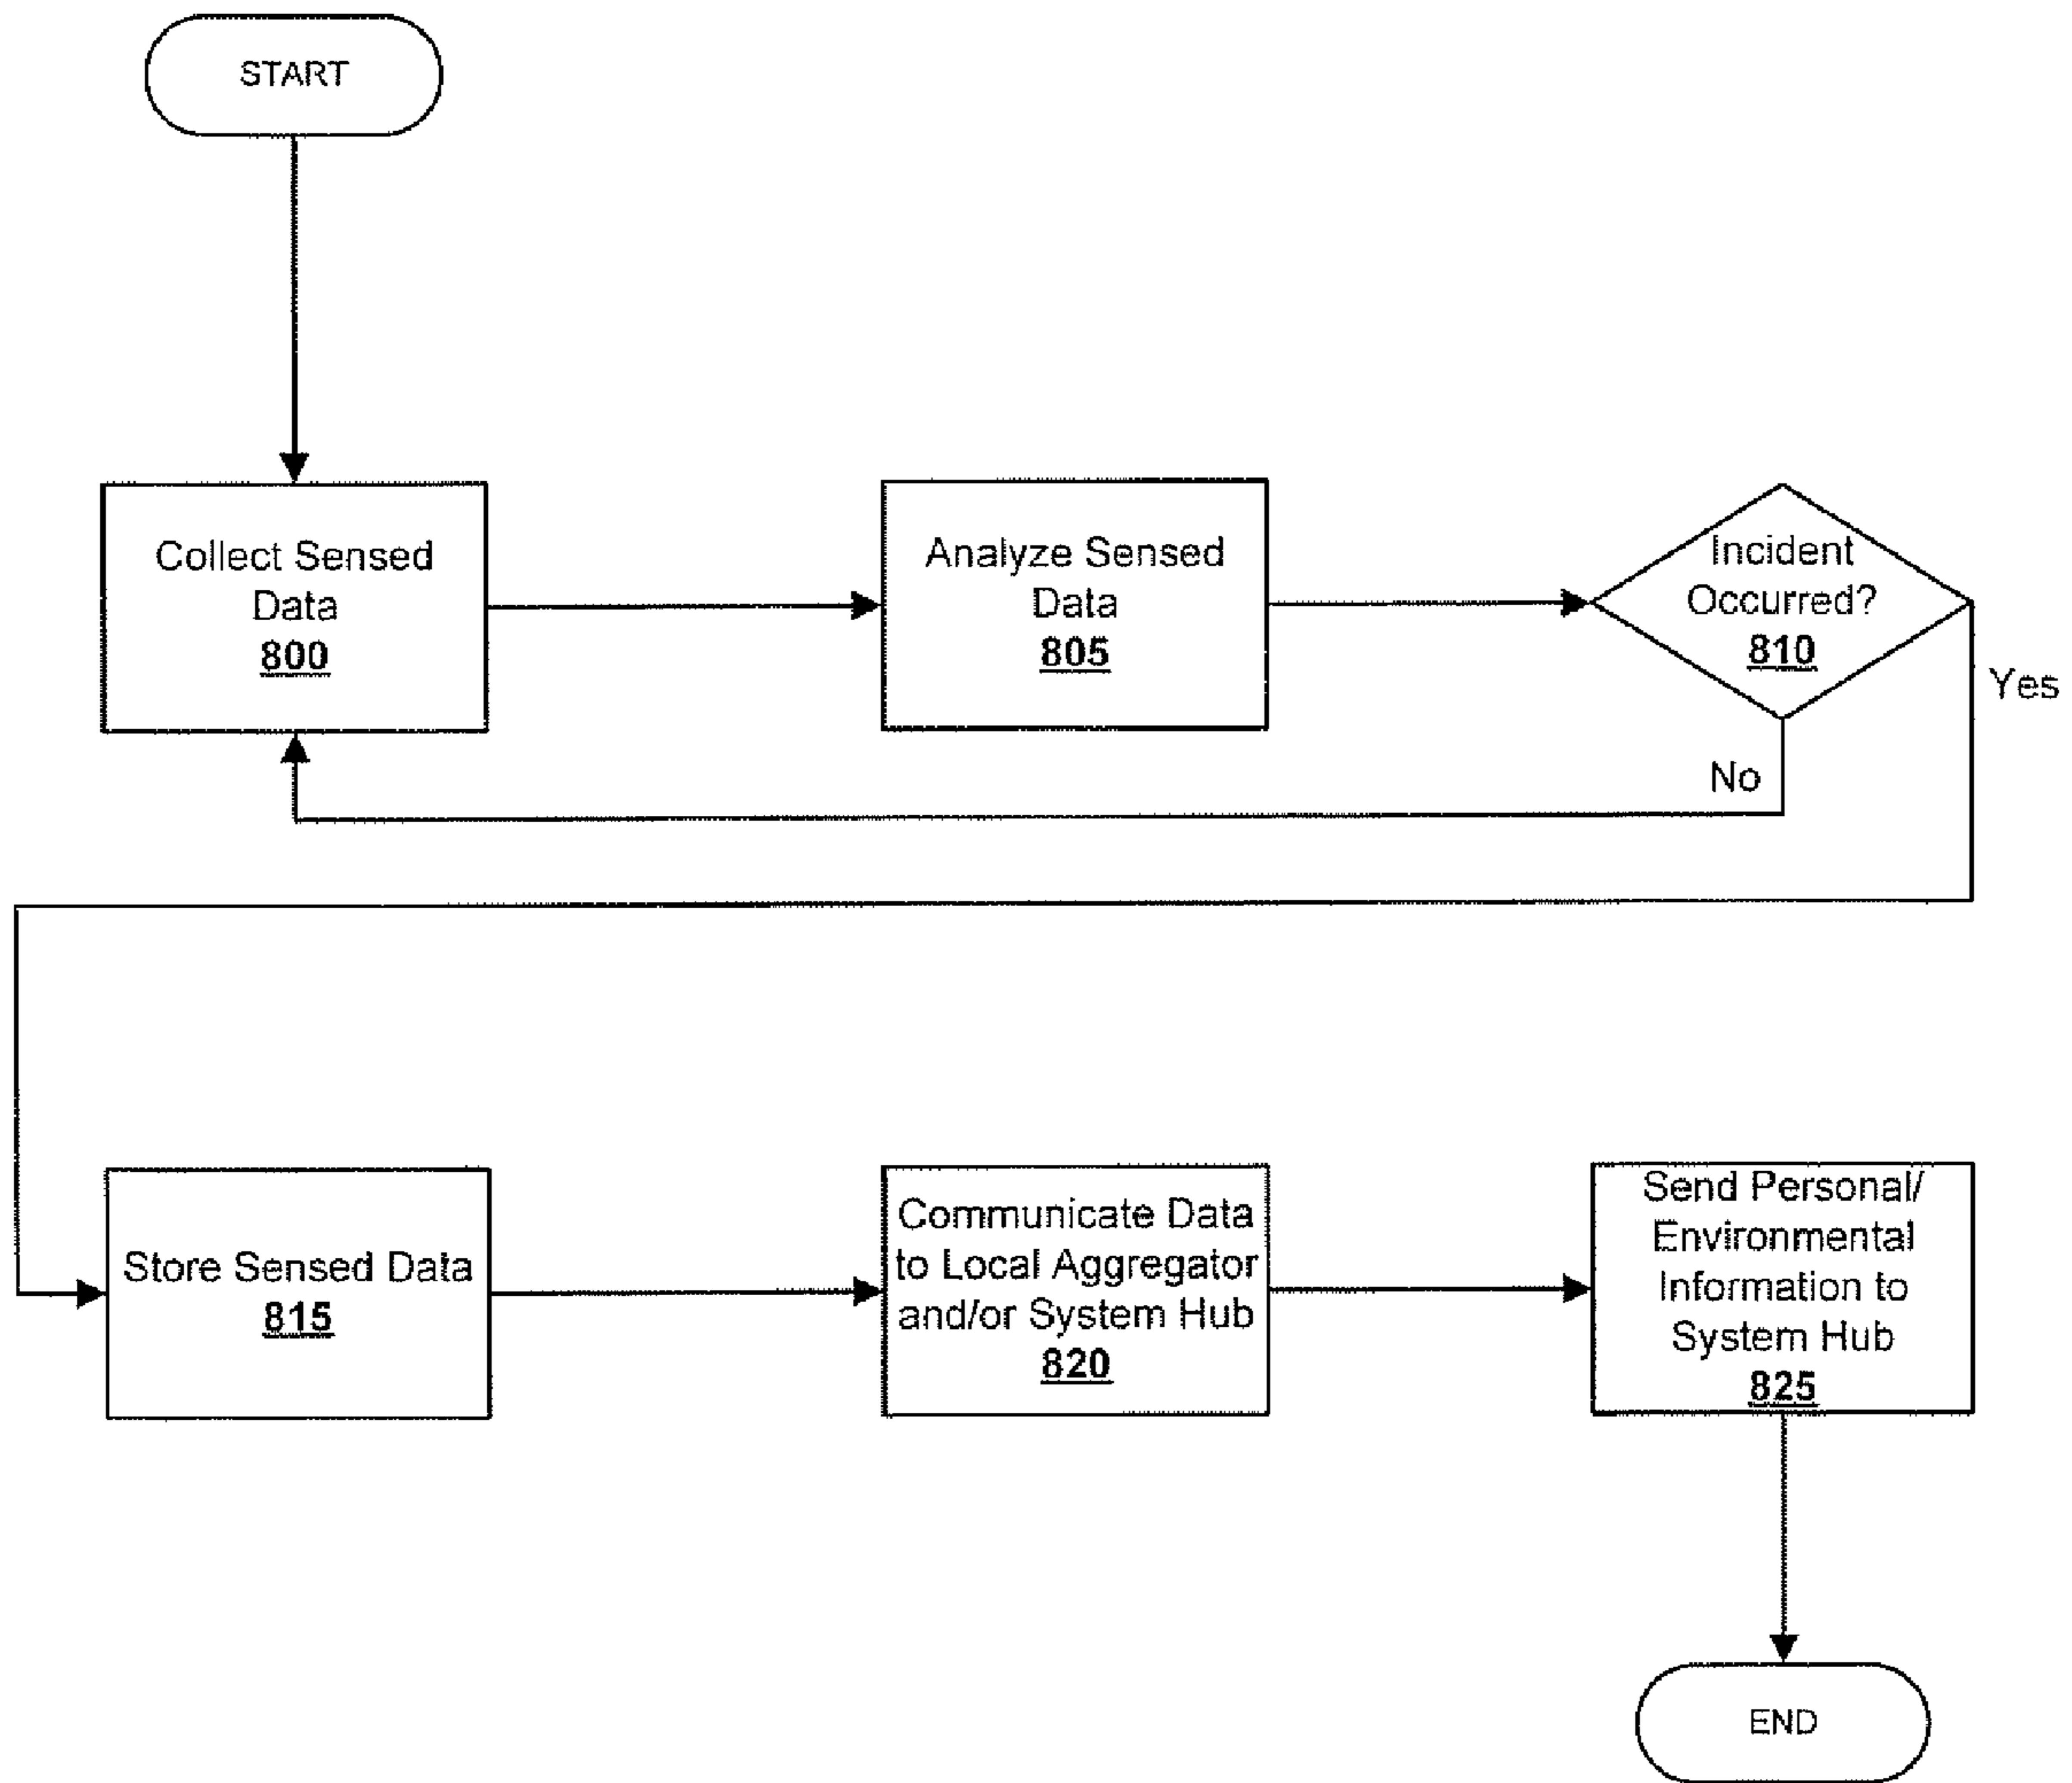 START
Collect Sensed
Data
800
Analyze Sensed
Data
805
Incident
Occurred?
810
Yes
No
Store Sensed Data
815
Communicate Data
to Local Aggregator
and/or System Hub
820
Send Personal/
Environmental
Information to
System Hub
825
END